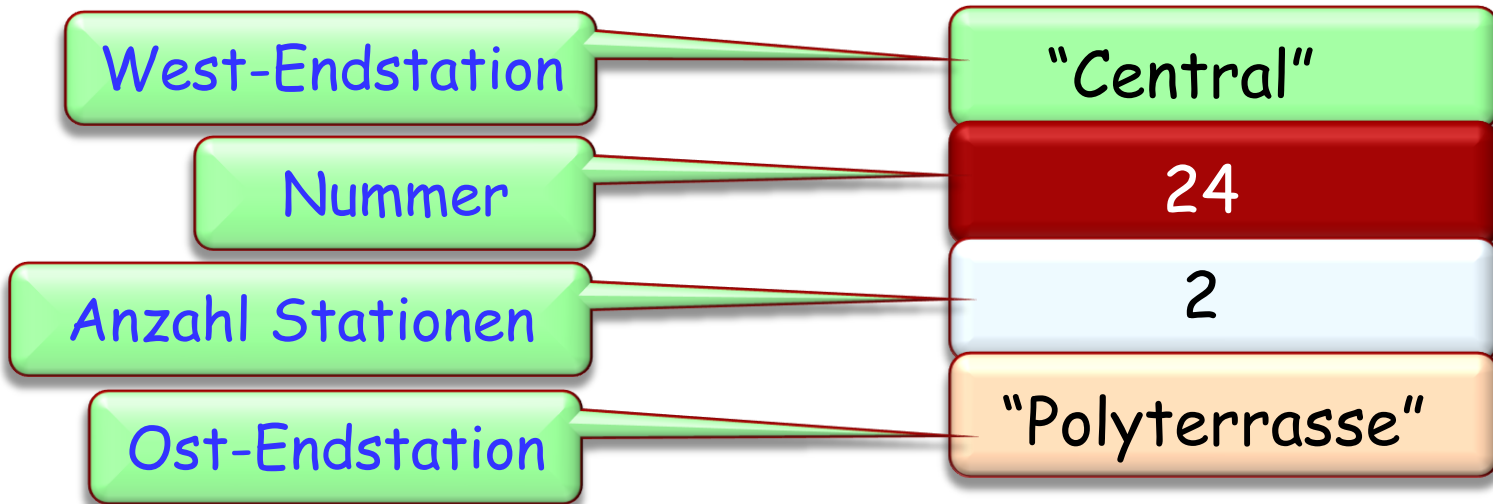 West-Endstation
“Central”
Nummer
24
Anzahl Stationen
2
Ost-Endstation
“Polyterrasse”